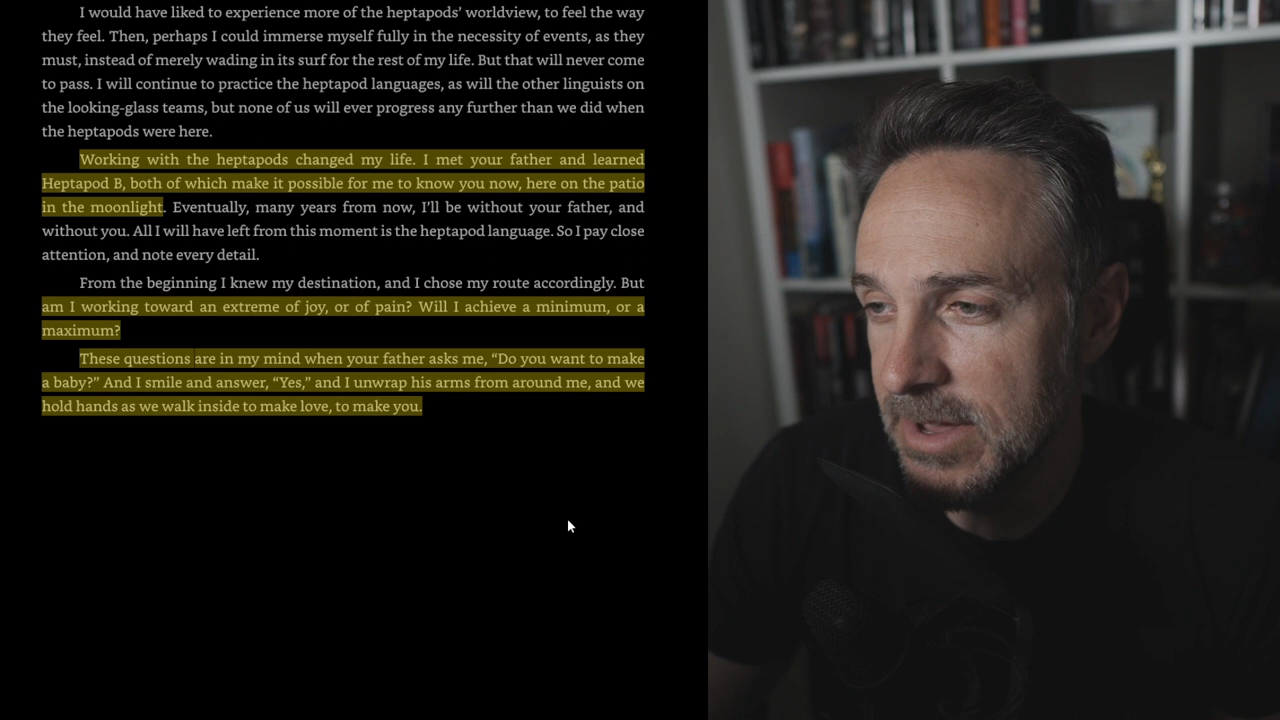 I would have liked to experience more of the heptapods’ worldview, to feel the way
they feel. Then, perhaps I could immerse myself fully in the necessity of events, as they
must, instead of merely wading in its surf for the rest of my life. But that will never come
to pass. I will continue to practice the heptapod languages, as will the other linguists on
the looking-glass teams, but none of us will ever progress any further than we did when
the heptapods were here.
Working with the heptapods changed my life. I met your father and learned
Heptapod B, both of which make it possible for me to know you now, here on the patio
in the moonlight. Eventually, many years from now, I’ll be without your father, and
without you. All I will have left from this moment is the heptapod language. So I pay close
attention, and note every detail.
From the beginning I knew my destination, and I chose my route accordingly. But
am I working toward an extreme of joy, or of pain? Will I achieve a minimum, or a
maximum?
These questions are in my mind when your father asks me, “Do you want to make
a baby?” And I smile and answer, “Yes,” and I unwrap his arms from around me, and we
hold hands as we walk inside to make love, to make you.